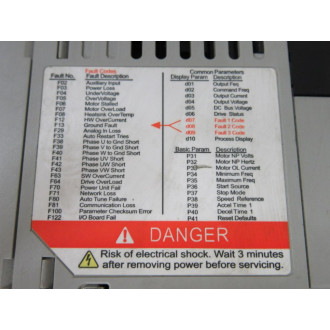 Fault Codes
Fault No. Fault Description
F02 Auxiliary Input
F03 Power Loss
F04 UnderVoltage
F05 OverVoltage
F06 Motor Stalled
F07 Motor OverLoad
F08 Heatsink OverTemp
F12 HW OverCurrent
F13 Ground Fault
F29 Analog In Loss
F33 Auto Restart Tries
F38 Phase U to Grnd Short
F39 Phase V to Grnd Short
F40 Phase W to Grnd Short
F41 Phase UV Short
F42 Phase UW Short
F43 Phase VW Short
F63 SW OverCurrent
F64 Drive OverLoad
F70 Power Unit Fail
F71 Network Loss
F80 Auto Tune Failure
F81 Communication Loss
F100 Parameter Checksum Error
F122 I/O Board Fail
Common Parameters
Display Param. Description
d01 Output Freq
d02 Command Freq
d03 Output Current
d04 Output Voltage
d05 DC Bus Voltage
d06 Drive Status
d07 Fault 1 Code
d08 Fault 2 Code
d09 Fault 3 Code
d10 Process Display
Basic Param. Description
P31 Motor NP Volts
P32 Motor NP Hertz
P33 Motor OL Current
P34 Minimum Freq
P35 Maximum Freq
P36 Start Source
P37 Stop Mode
P38 Speed Reference
P39 Accel Time 1
P40 Decel Time 1
P41 Reset Defaults
DANGER
Risk of electrical shock. Wait 3 minutes
after removing power before servicing.